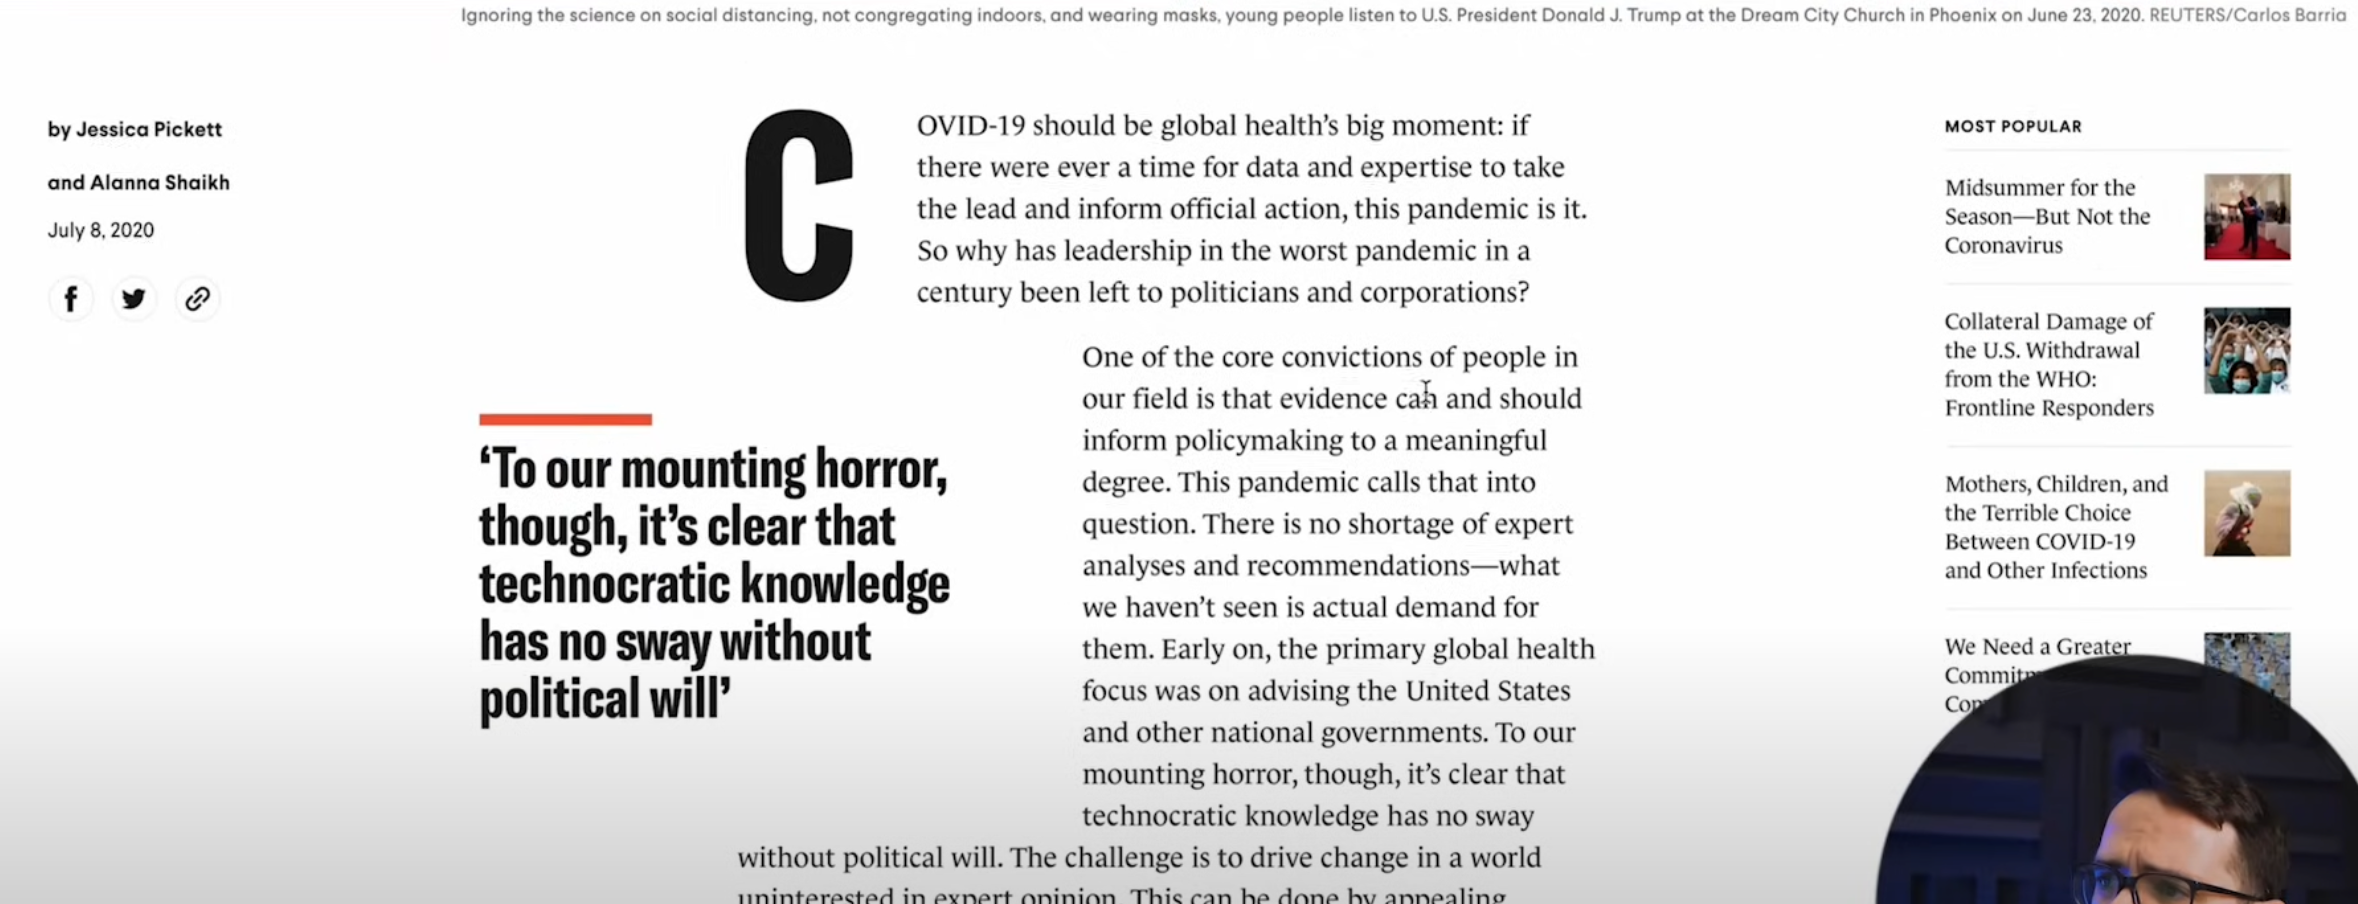 Ignoring the science on social distancing, not congregating indoors, and wearing masks, young people listen to U.S. President Donald J. Trump at the Dream City Church in Phoenix on June 23, 2020. REUTERS/Carlos Barria
by Jessica Pickett
and Alanna Shaikh
July 8, 2020
COVID-19 should be global health's big moment: if
there were ever a time for data and expertise to take
the lead and inform official action, this pandemic is it.
So why has leadership in the worst pandemic in a
century been left to politicians and corporations?
‘To our mounting horror,
though, it’s clear that
technocratic knowledge
has no sway without
political will’
One of the core convictions of people in
our field is that evidence can and should
inform policymaking to a meaningful
degree. This pandemic calls that into
question. There is no shortage of expert
analyses and recommendations—what
we haven’t seen is actual demand for
them. Early on, the primary global health
focus was on advising the United States
and other national governments. To our
mounting horror, though, it’s clear that
technocratic knowledge has no sway
without political will. The challenge is to drive change in a world
uninterested in expert opinion. This can be done by appealing
MOST POPULAR
Midsummer for the
Season—But Not the
Coronavirus
Collateral Damage of
the U.S. Withdrawal
from the WHO:
Frontline Responders
Mothers, Children, and
the Terrible Choice
Between COVID-19
and Other Infections
We Need a Greater